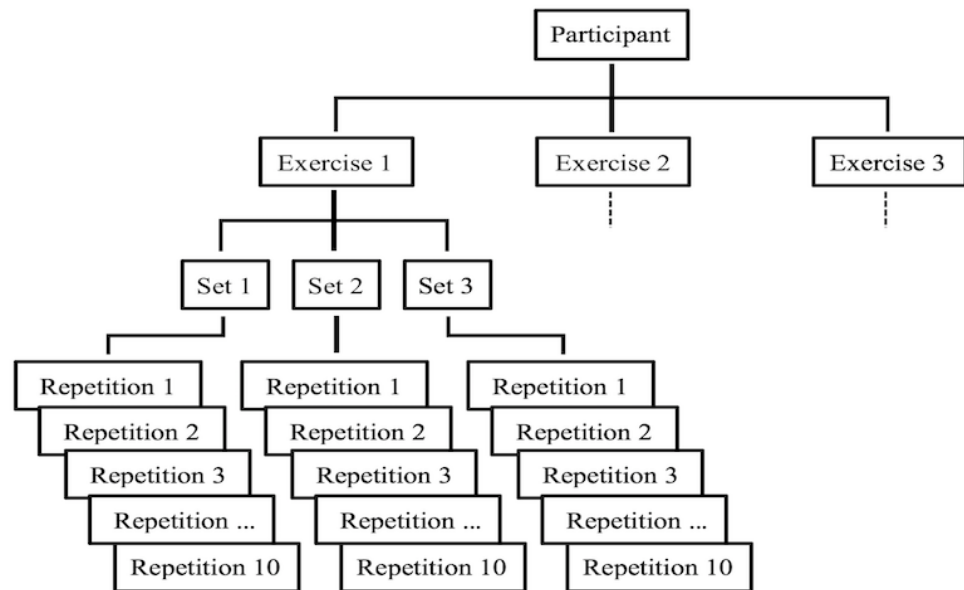 Participant
Exercise 1
Exercise 2
Exercise 3
Set 1
Set 2
Set 3
Repetition 1
Repetition 2
Repetition 3
Repetition ...
Repetition 10
Repetition 1
Repetition 2
Repetition 3
Repetition ...
Repetition 10
Repetition 1
Repetition 2
Repetition 3
Repetition ...
Repetition 10